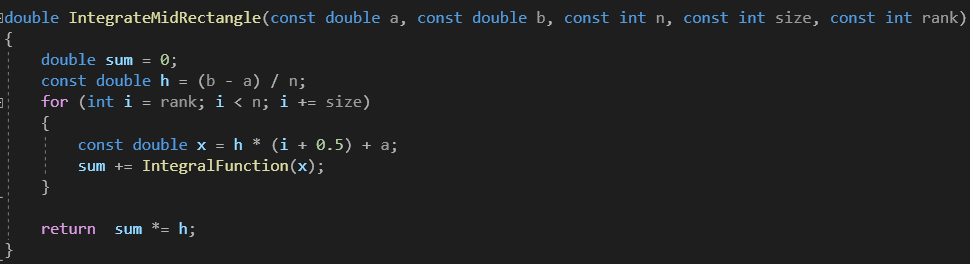 double IntegrateMidRectangle(const double a, const double b, const int n, const int size, const int rank)
{
    double sum = 0;
    const double h = (b - a) / n;
    for (int i = rank; i < n; i += size)
    {
        const double x = h * (i + 0.5) + a;
        sum += IntegralFunction(x);
    }

    return  sum *= h;
}